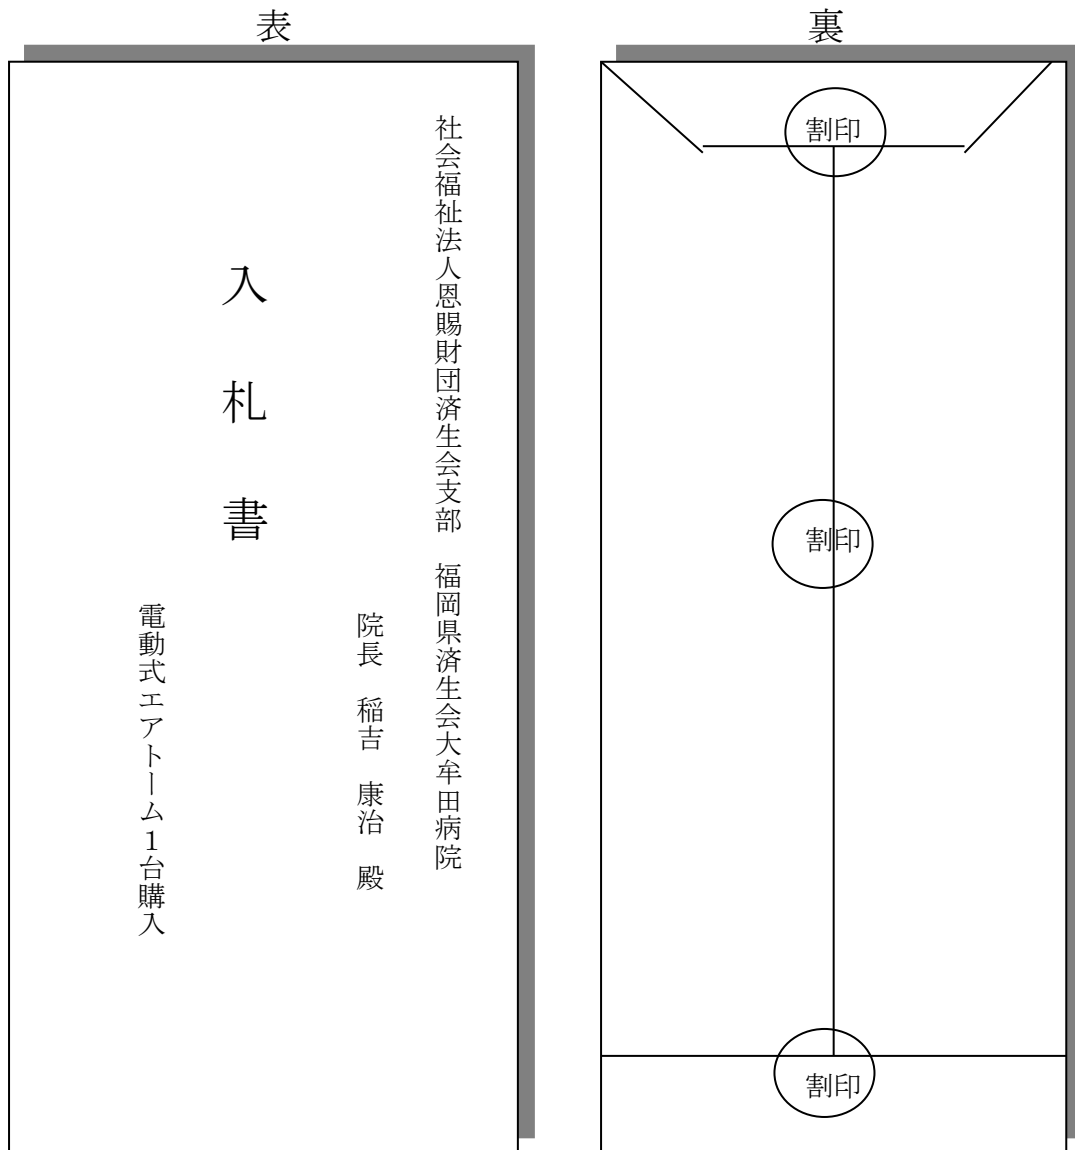 表
社会福祉法人恩賜財団済生会支部　福岡県済生会大牟田病院
院長　稲吉　康治　殿
入札書
電動式エアトーム１台購入
裏
割印
割印
割印